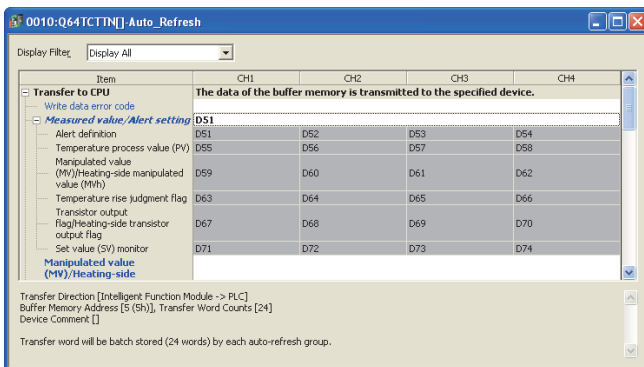 0010:Q64TCTTN[]-Auto_Refresh
Display Filter Display All
Item CH1 CH2 CH3 CH4
Transfer to CPU The data of the buffer memory is transmitted to the specified device.
Write data error code
Measured value/Alert setting D51
Alert definition D51 D52 D53 D54
Temperature process value (PV) D55 D56 D57 D58
Manipulated value
(MV)/Heating-side manipulated D59 D60 D61 D62
value (MVh)
Temperature rise judgment flag D63 D64 D65 D66
Transistor output
flag/Heating-side transistor D67 D68 D69 D70
output flag
Set value (SV) monitor D71 D72 D73 D74
Manipulated value
(MV)/Heating-side
Transfer Direction [Intelligent Function Module -> PLC]
Buffer Memory Address [5 (5h)], Transfer Word Counts [24]
Device Comment []
Transfer word will be batch stored (24 words) by each auto-refresh group.